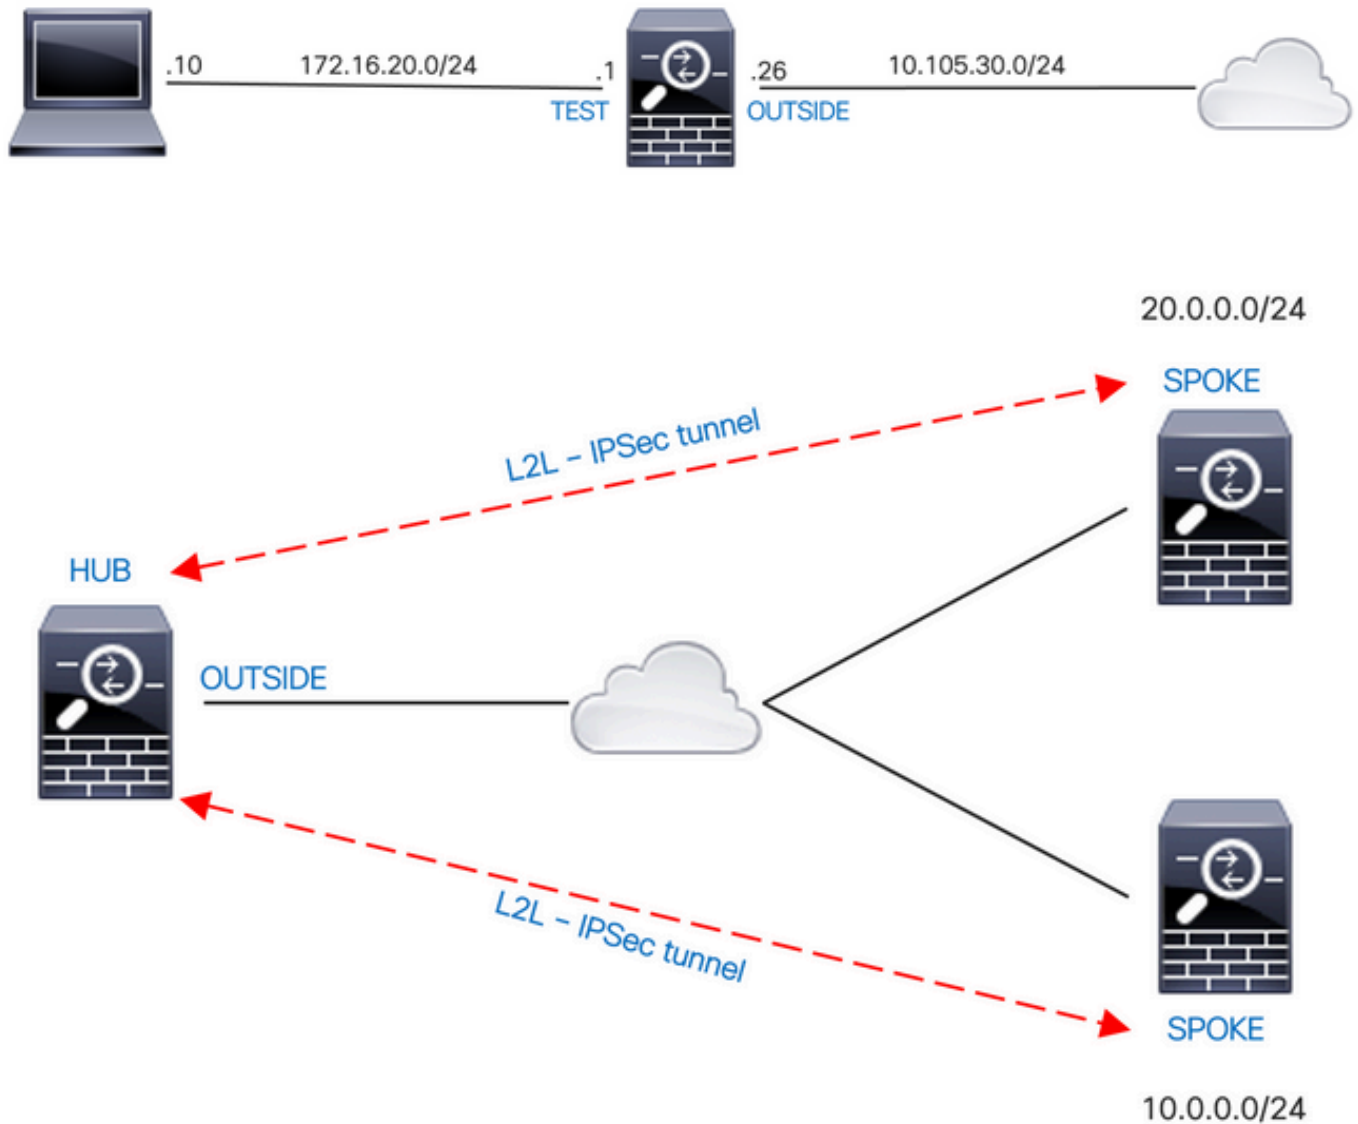 .10
172.16.20.0/24
.1
.26
10.105.30.0/24
TEST
OUTSIDE
20.0.0.0/24
SPOKE
L2L – IPSec tunnel
HUB
OUTSIDE
L2L – IPSec tunnel
SPOKE
10.0.0.0/24